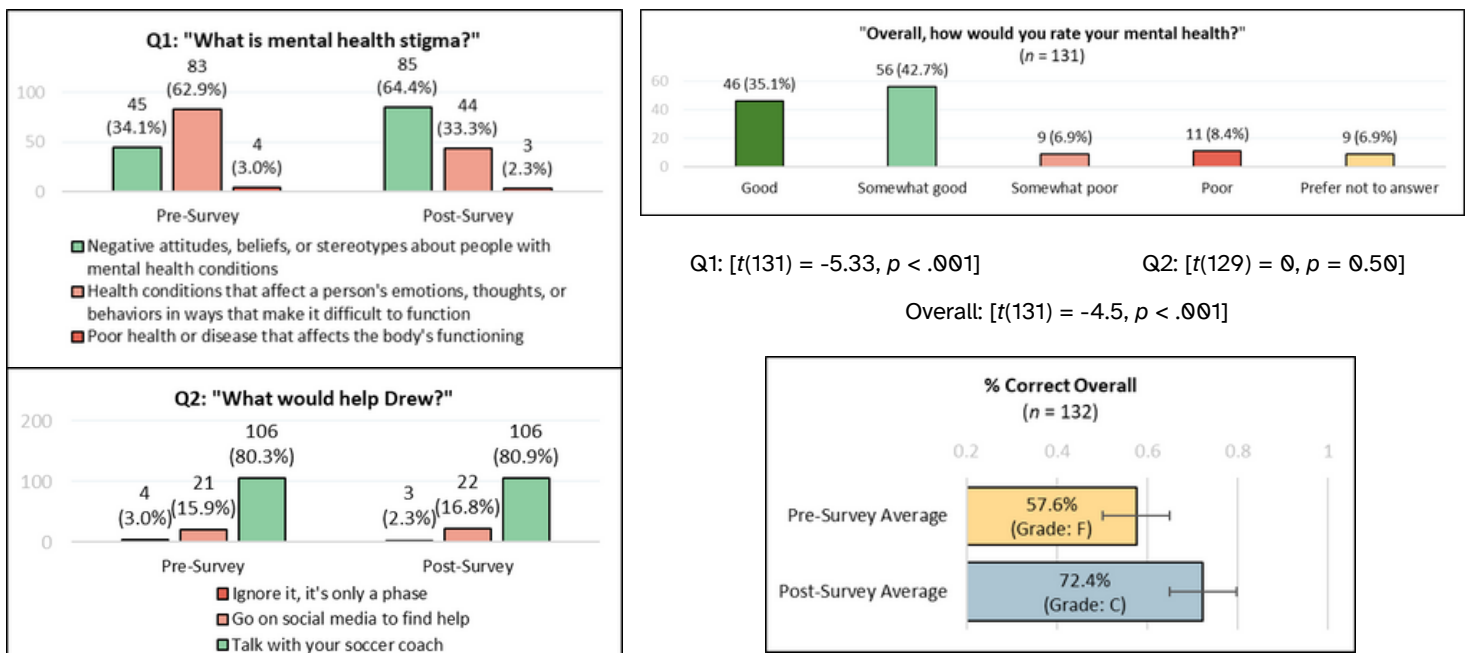 Q1: "What is mental health stigma?"
83
(62.9%)
85
(64.4%)
100
45
(34.1%)
44
(33.3%)
50
4
(3.0%)
3
(2.3%)
0
Pre-Survey
Post-Survey
Negative attitudes, beliefs, or stereotypes about people with
mental health conditions
Health conditions that affect a person's emotions, thoughts, or
behaviors in ways that make it difficult to function
Poor health or disease that affects the body's functioning
Q2: "What would help Drew?"
200
106
(80.3%)
106
(80.9%)
100
4
(3.0%)
21
(15.9%)
3
(2.3%)
22
(16.8%)
0
Pre-Survey
Post-Survey
Ignore it, it's only a phase
Go on social media to find help
Talk with your soccer coach
"Overall, how would you rate your mental health?"
(n = 131)
60
40
20
0
46 (35.1%)
56 (42.7%)
9 (6.9%)
11 (8.4%)
9 (6.9%)
Good
Somewhat good
Somewhat poor
Poor
Prefer not to answer
Q1: [t(131) = -5.33, p < .001]
Q2: [t(129) = 0, p = 0.50]
Overall: [t(131) = -4.5, p < .001]
% Correct Overall
(n = 132)
0.2 0.4 0.6 0.8 1
Pre-Survey Average
57.6%
(Grade: F)
Post-Survey Average
72.4%
(Grade: C)